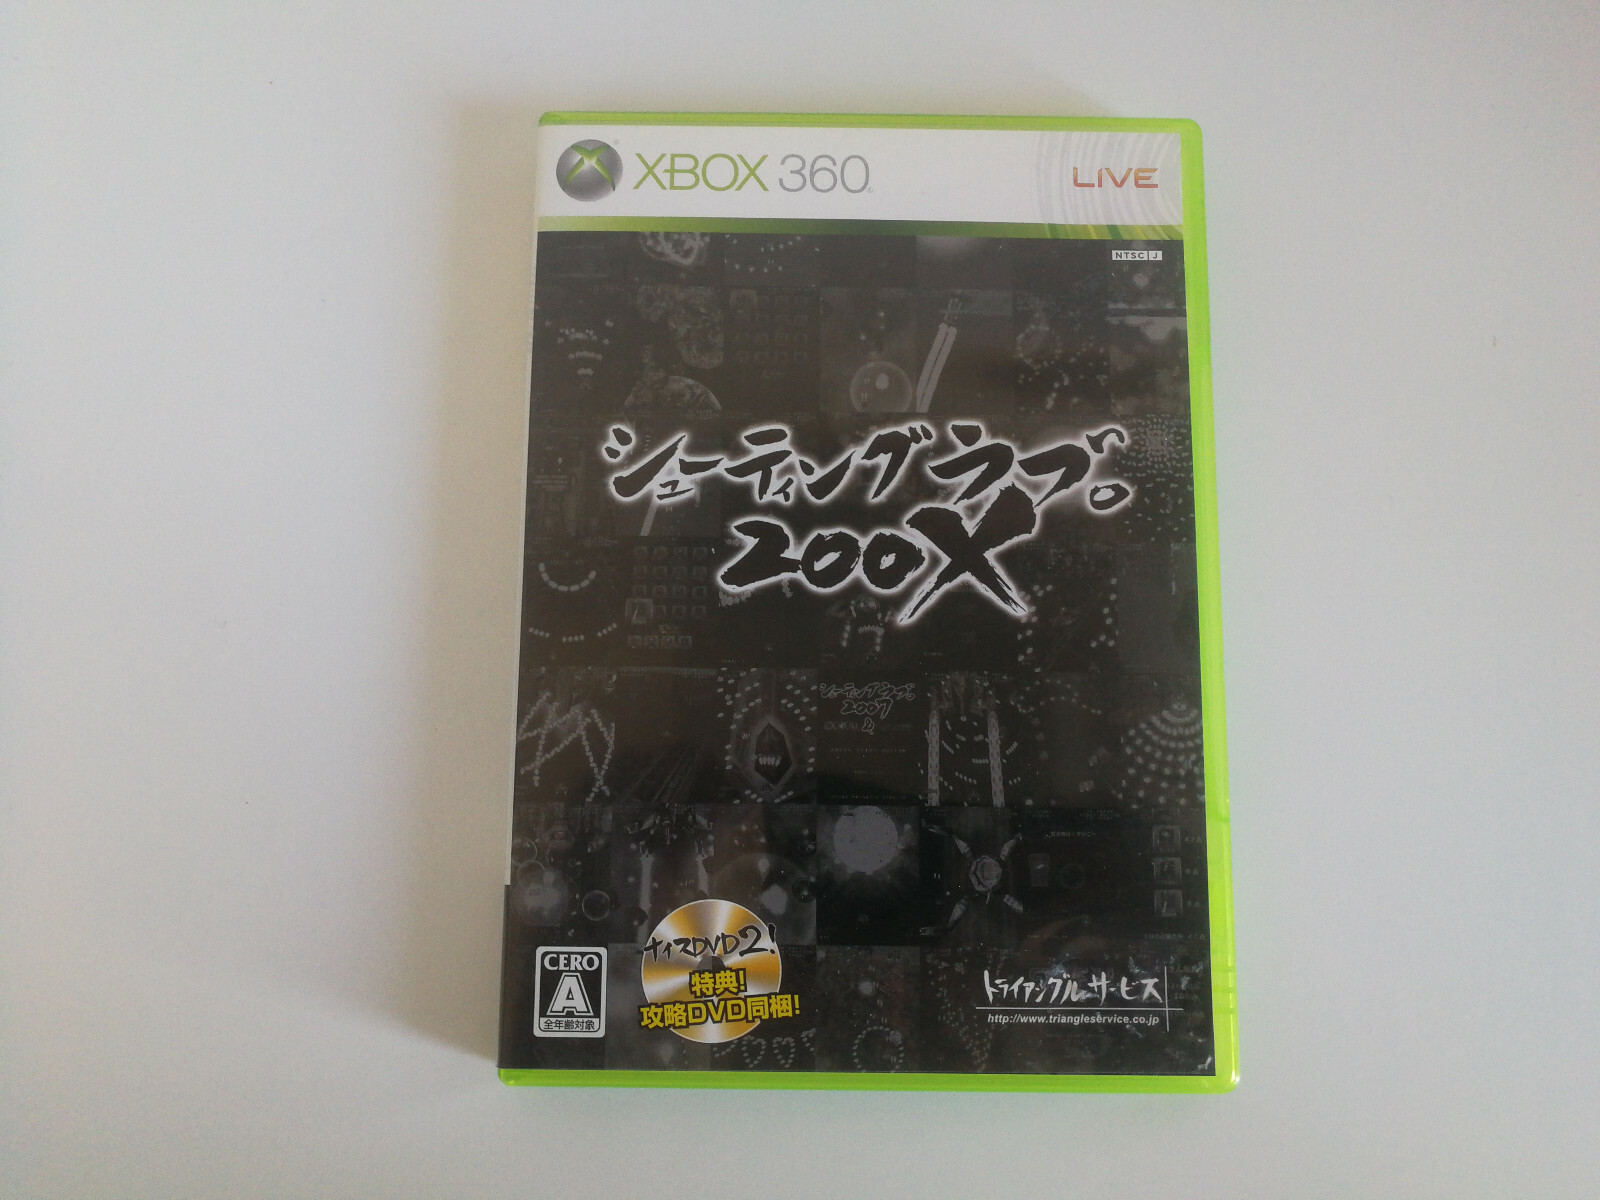 XBOX 360
LIVE
NTSC J
シューティングラブ。
200X
シューティングラブ。
2007
ナイスDVD2!
特典!
攻略DVD同梱!
CERO
A
全年齢対象
トライアングルサービス
http://www.triangleservice.co.jp